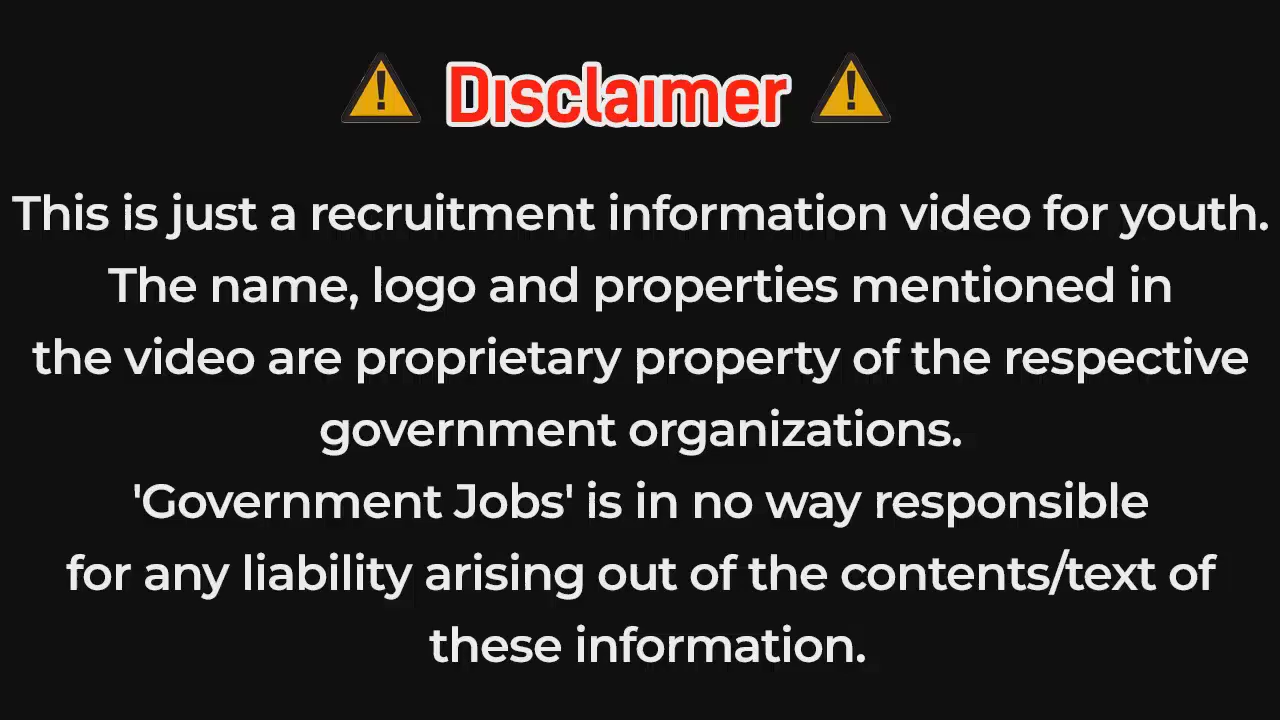 Disclaimer
This is just a recruitment information video for youth.
The name, logo and properties mentioned in
the video are proprietary property of the respective
government organizations.
'Government Jobs' is in no way responsible
for any liability arising out of the contents/text of
these information.